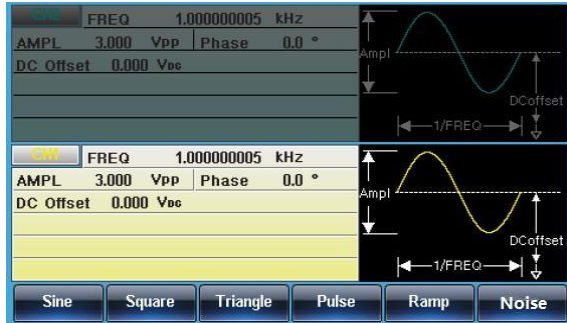 CH2 FREQ 1.000000005 kHz
AMPL 3.000 Vpp Phase 0.0 °
DC Offset 0.000 VDC
Ampl
DCoffset
1/FREQ
CH1 FREQ 1.000000005 kHz
AMPL 3.000 Vpp Phase 0.0 °
DC Offset 0.000 VDC
Ampl
DCoffset
1/FREQ
Sine Square Triangle Pulse Ramp Noise